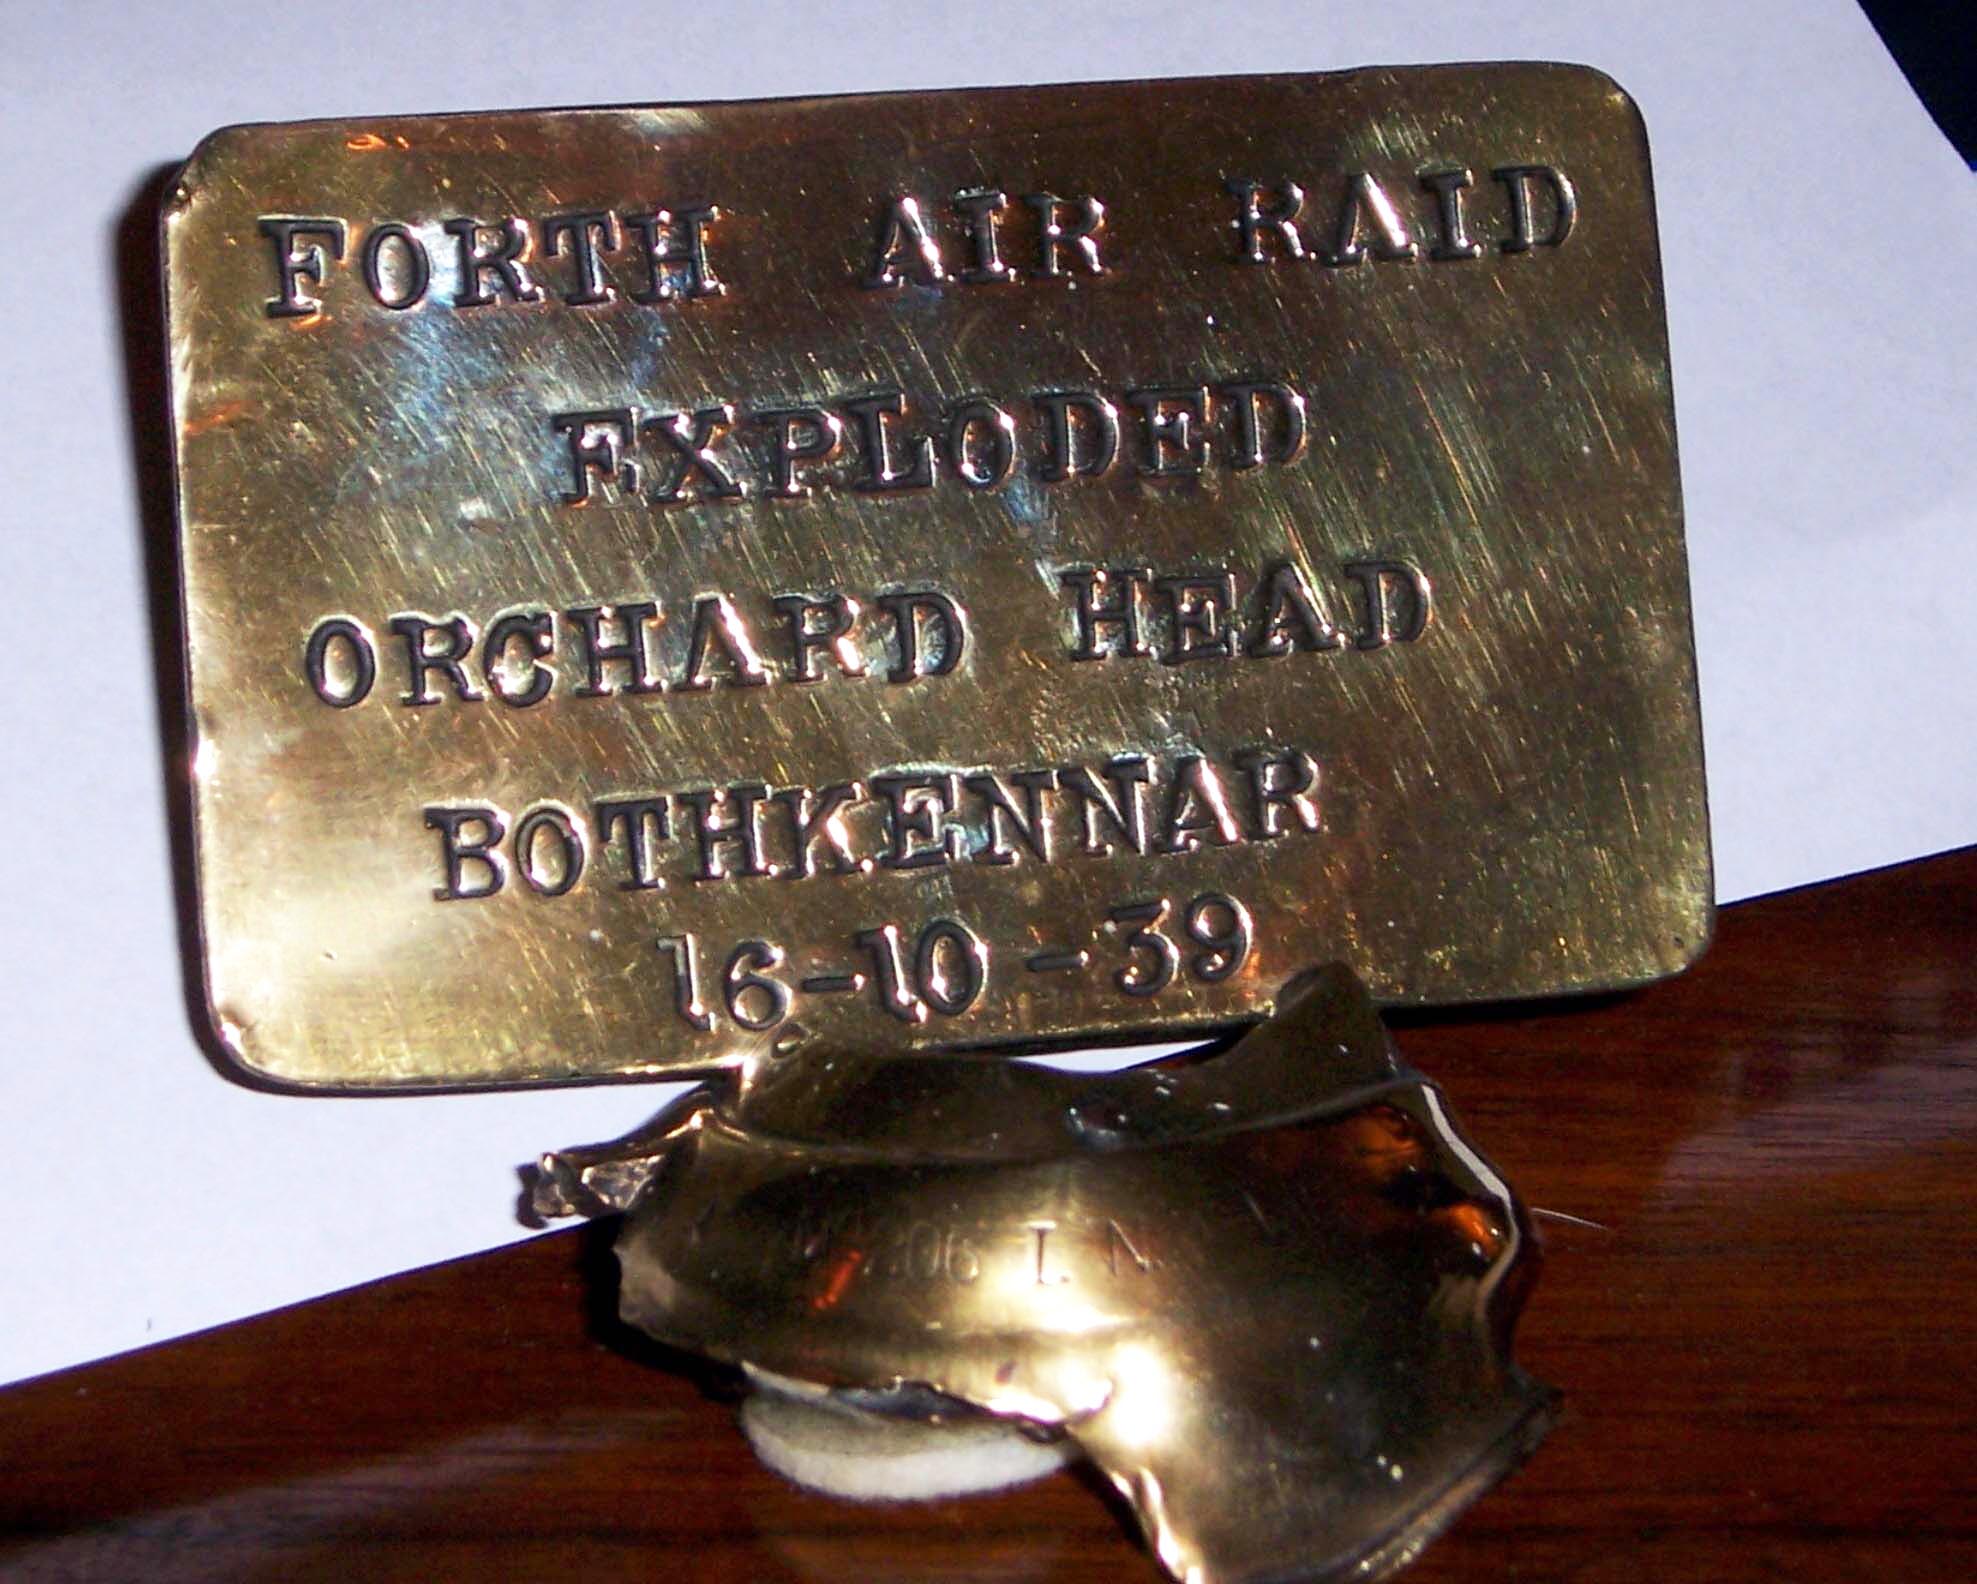 FORTH AIR RAID
EXPLODED
ORCHARD HEAD
BOTHKENNAR
16-10-39